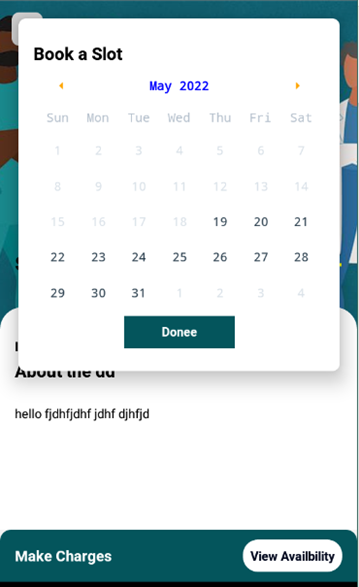 Book a Slot
May 2022
Sun Mon Tue Wed Thu Fri Sat
1 2 3 4 5 6 7
8 9 10 11 12 13 14
15 16 17 18 19 20 21
22 23 24 25 26 27 28
29 30 31 1 2 3 4
Donee
About the dd
hello fjdhfjdhf jdhf djhfjd
Make Charges
View Availbility